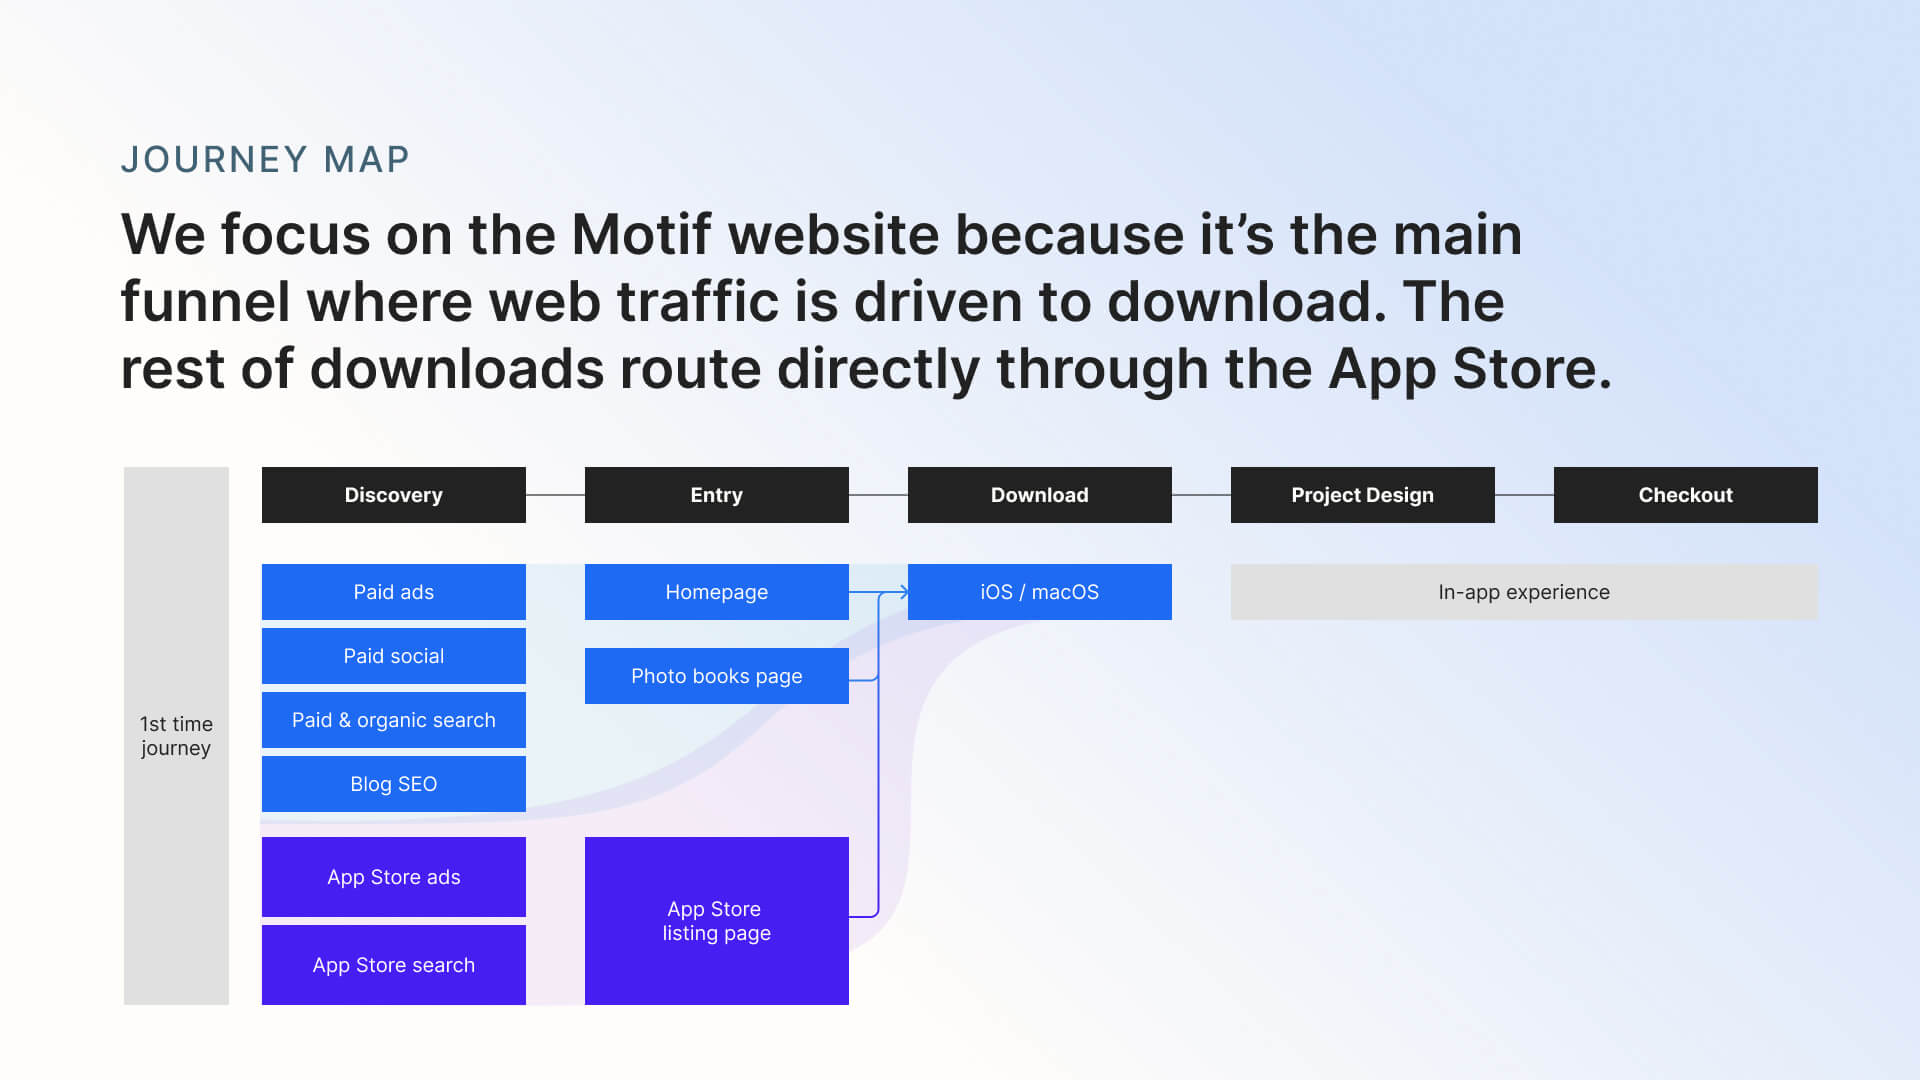 JOURNEY MAP
We focus on the Motif website because it’s the main
funnel where web traffic is driven to download. The
rest of downloads route directly through the App Store.
Discovery
Entry
Download
Project Design
Checkout
1st time
journey
Paid ads
Paid social
Paid & organic search
Blog SEO
App Store ads
App Store search
Homepage
Photo books page
App Store
listing page
iOS / macOS
In-app experience